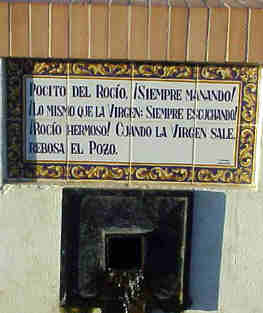 Pocito del Rocío. ¡Siempre manando!
¡Lo mismo que la Virgen: Siempre escuchando!
¡Rocío hermoso! Cuando la Virgen sale,
rebosa el Pozo.